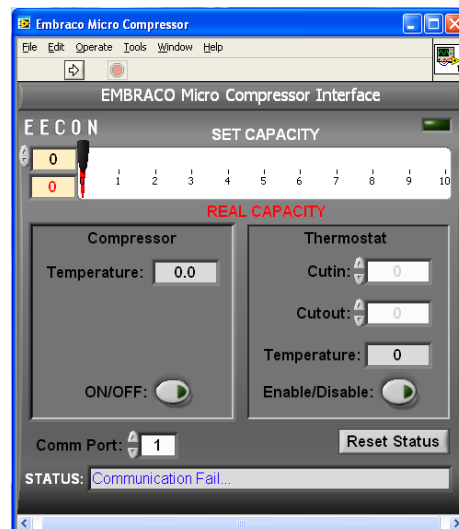 Embraco Micro Compressor
File Edit Operate Tools Window Help
EMBRACO Micro Compressor Interface
EECON
SET CAPACITY
0
0
1 2 3 4 5 6 7 8 9 10
REAL CAPACITY
Compressor
Temperature: 0.0
ON/OFF:
Thermostat
Cutin: 0
Cutout: 0
Temperature: 0
Enable/Disable:
Comm Port: 1
Reset Status
STATUS: Communication Fail...